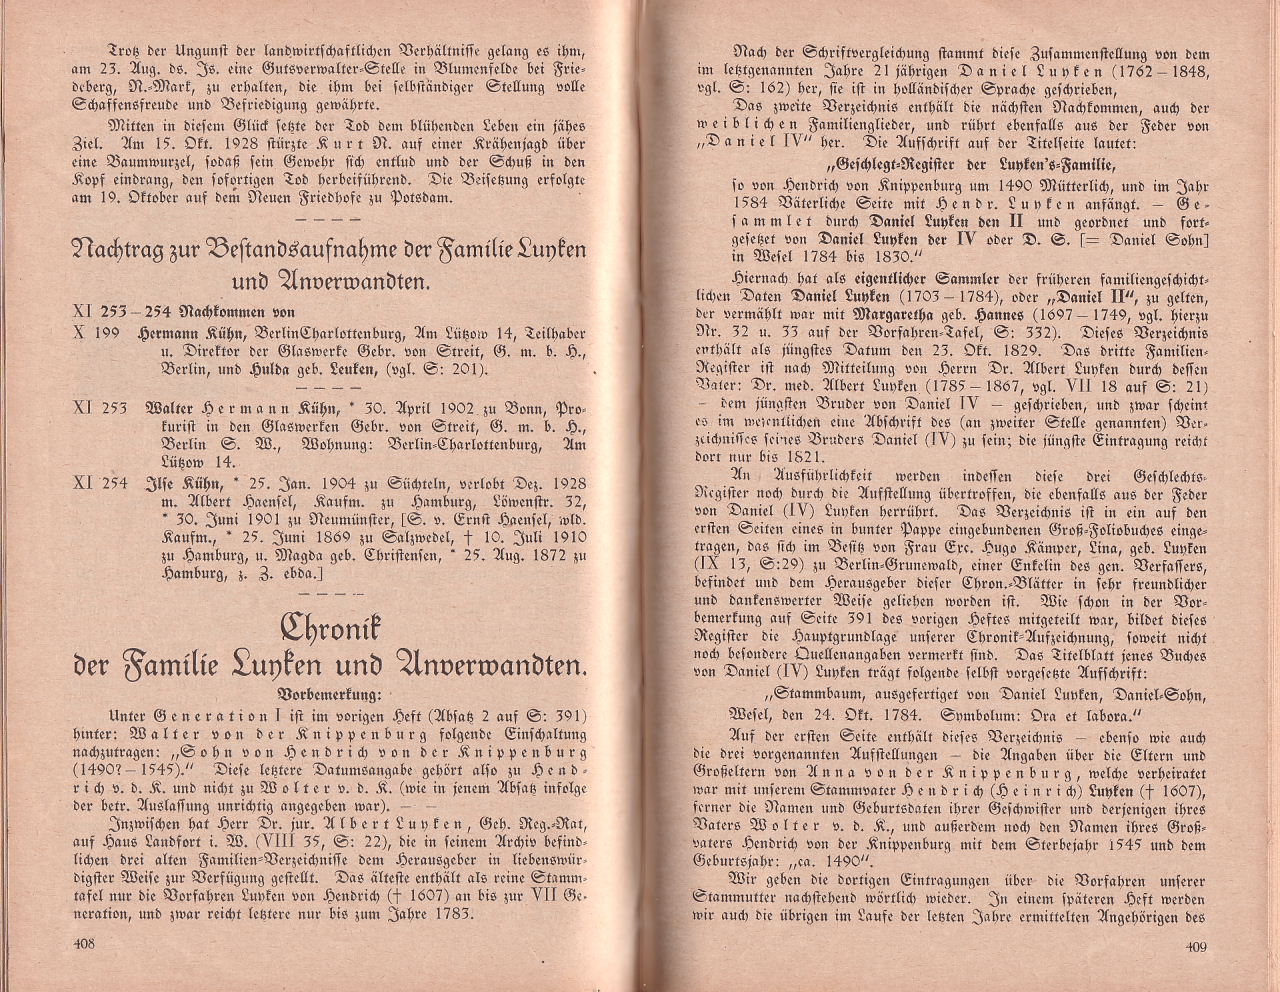 Trotz der Ungunst der landwirtschaftlichen Verhältnisse gelang es ihm,
am 23. Aug. ds. Js. eine Gutsverwalter-Stelle in Blumenfelde bei Frie-
deberg, N.-Mark, zu erhalten, die ihm bei selbständiger Stellung volle
Schaffensfreude und Befriedigung gewährte.
Mitten in diesem Glück setzte der Tod dem blühenden Leben ein jähes
Ziel. Am 15. Okt. 1928 stürzte Kurt N. auf einer Krähenjagd über
eine Baumwurzel, sodaß sein Gewehr sich entlud und der Schuß in den
Kopf eindrang, den sofortigen Tod herbeiführend. Die Beisetzung erfolgte
am 19. Oktober auf dem Neuen Friedhofe zu Potsdam.
– – – –
Nachtrag zur Bestandsaufnahme der Familie Luyken
und Anverwandten.
XI 253–254 Nachkommen von
X 199 Hermann Kühn, BerlinCharlottenburg, Am Lützow 14, Teilhaber
u. Direktor der Glaswerke Gebr. von Streit, G. m. b. H.,
Berlin, und Hulda geb. Leuken, (vgl. S: 201).
– – – –
XI 253 Walter Hermann Kühn, * 30. April 1902 zu Bonn, Pro-
kurist in den Glaswerken Gebr. von Streit, G. m. b. H.,
Berlin S. W., Wohnung: Berlin-Charlottenburg, Am
Lützow 14.
XI 254 Ilse Kühn, * 25. Jan. 1904 zu Süchteln, verlobt Dez. 1928
m. Albert Haensel, Kaufm. zu Hamburg, Löwenstr. 32,
* 30. Juni 1901 zu Neumünster, [S. v. Ernst Haensel, wld.
Kaufm., * 25. Juni 1869 zu Salzwedel, † 10. Juli 1910
zu Hamburg, u. Magda geb. Christensen, * 25. Aug. 1872 zu
Hamburg, z. Z. ebda.]
– – – –
Chronik
der Familie Luyken und Anverwandten.
Vorbemerkung:
Unter Generation I ist im vorigen Heft (Absatz 2 auf S: 391)
hinter: Walter von der Knippenburg folgende Einschaltung
nachzutragen: „Sohn von Hendrich von der Knippenburg
(1490?–1545).“ Diese letztere Datumsangabe gehört also zu Hend-
rich v. d. K. und nicht zu Wolter v. d. K. (wie in jenem Absatz infolge
der betr. Auslassung unrichtig angegeben war). – –
Inzwischen hat Herr Dr. jur. Albert Luyken, Geh. Reg.-Rat,
auf Haus Landfort i. W. (VIII 35, S: 22), die in seinem Archiv befind-
lichen drei alten Familien-Verzeichnisse dem Herausgeber in liebenswür-
digster Weise zur Verfügung gestellt. Das älteste enthält als reine Stamm-
tafel nur die Vorfahren Luyken von Hendrich († 1607) an bis zur VII Ge-
neration, und zwar reicht letztere nur bis zum Jahre 1783.
408
Nach der Schriftvergleichung stammt diese Zusammenstellung von dem
im letztgenannten Jahre 21 jährigen Daniel Luyken (1762–1848,
vgl. S: 162) her, sie ist in holländischer Sprache geschrieben,
Das zweite Verzeichnis enthält die nächsten Nachkommen, auch der
weiblichen Familienglieder, und rührt ebenfalls aus der Feder von
„Daniel IV“ her. Die Aufschrift auf der Titelseite lautet:
„Geschlegt-Register der Luyken's-Familie,
so von Hendrich von Knippenburg um 1490 Mütterlich, und im Jahr
1584 Väterliche Seite mit Hendr. Luyken anfängt. – Ge-
sammlet durch Daniel Luyken den II und geordnet und fort-
gesetzet von Daniel Luyken der IV oder D. S. [= Daniel Sohn]
in Wesel 1784 bis 1830.“
Hiernach hat als eigentlicher Sammler der früheren familiengeschicht-
lichen Daten Daniel Luyken (1703–1784), oder „Daniel II“, zu gelten,
der vermählt war mit Margaretha geb. Hannes (1697–1749, vgl. hierzu
Nr. 32 u. 33 auf der Vorfahren-Tafel, S: 332). Dieses Verzeichnis
enthält als jüngstes Datum den 23. Okt. 1829. Das dritte Familien-
Register ist nach Mitteilung von Herrn Dr. Albert Luyken durch dessen
Vater: Dr. med. Albert Luyken (1785–1867, vgl. VII 18 auf S: 21)
– dem jüngsten Bruder von Daniel IV – geschrieben, und zwar scheint
es im wesentlichen eine Abschrift des (an zweiter Stelle genannten) Ver-
zeichnisses seines Bruders Daniel (IV) zu sein; die jüngste Eintragung reicht
dort nur bis 1821.
An Ausführlichkeit werden indessen diese drei Geschlechts-
Register noch durch die Aufstellung übertroffen, die ebenfalls aus der Feder
von Daniel (IV) Luyken herrührt. Das Verzeichnis ist in ein auf den
ersten Seiten eines in bunter Pappe eingebundenen Groß-Foliobuches einge-
tragen, das sich im Besitz von Frau Exc. Hugo Kämper, Lina, geb. Luyken
(IX 13, S:29) zu Berlin-Grunewald, einer Enkelin des gen. Verfassers,
befindet und dem Herausgeber dieser Chron.-Blätter in sehr freundlicher
und dankenswerter Weise geliehen worden ist. Wie schon in der Vor-
bemerkung auf Seite 391 des vorigen Heftes mitgeteilt war, bildet dieses
Register die Hauptgrundlage unserer Chronik-Aufzeichnung, soweit nicht
noch besondere Quellenangaben vermerkt sind. Das Titelblatt jenes Buches
von Daniel (IV) Luyken trägt folgende selbst vorgesetzte Aufschrift:
„Stammbaum, ausgefertiget von Daniel Luyken, Daniel-Sohn,
Wesel, den 24. Okt. 1784. Symbolum: Ora et labora.“
Auf der ersten Seite enthält dieses Verzeichnis – ebenso wie auch
die drei vorgenannten Aufstellungen – die Angaben über die Eltern und
Großeltern von Anna von der Knippenburg, welche verheiratet
war mit unserem Stammvater Hendrich (Heinrich) Luyken († 1607),
ferner die Namen und Geburtsdaten ihrer Geschwister und derjenigen ihres
Vaters Wolter v. d. K., und außerdem noch den Namen ihres Groß-
vaters Hendrich von der Knippenburg mit dem Sterbejahr 1545 und dem
Geburtsjahr: „ca. 1490“.
Wir geben die dortigen Eintragungen über die Vorfahren unserer
Stammutter nachstehend wörtlich wieder. In einem späteren Heft werden
wir auch die übrigen im Laufe der letzten Jahre ermittelten Angehörigen des
409